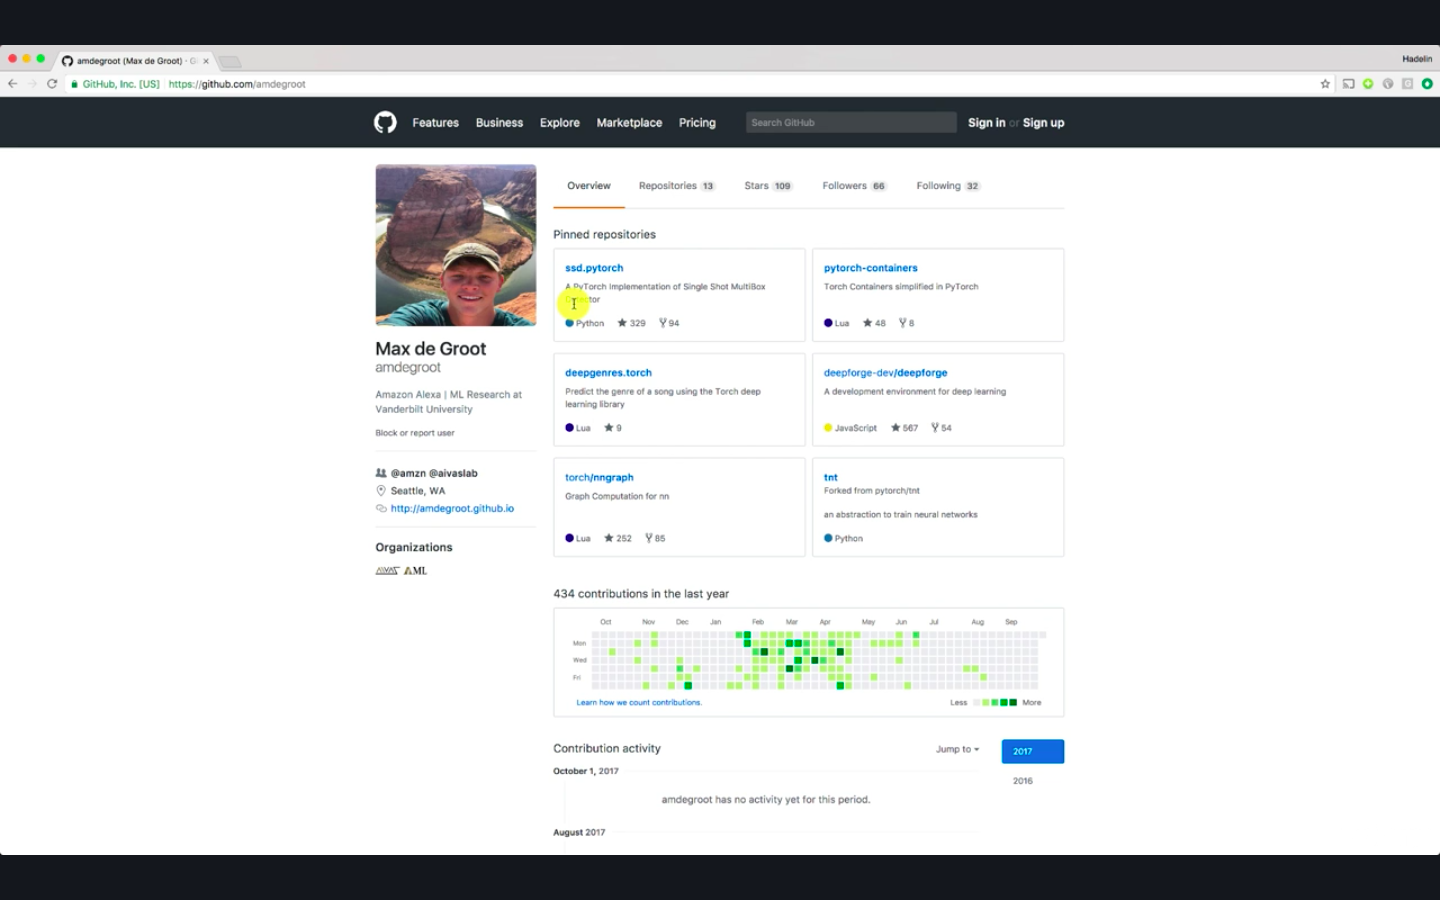 amdegroot (Max de Groot) · G
Hadelin
GitHub, Inc. [US] https://github.com/amdegroot
Features Business Explore Marketplace Pricing Search GitHub Sign in or Sign up
Overview Repositories 13 Stars 109 Followers 66 Following 32
Pinned repositories
ssd.pytorch
A PyTorch Implementation of Single Shot MultiBox
Detector
Python 329 94
pytorch-containers
Torch Containers simplified in PyTorch
Lua 48 8
deepgenres.torch
Predict the genre of a song using the Torch deep
learning library
Lua 9
deepforge-dev/deepforge
A development environment for deep learning
JavaScript 567 54
torch/nngraph
Graph Computation for nn
Lua 252 85
tnt
Forked from pytorch/tnt
an abstraction to train neural networks
Python
Max de Groot
amdegroot
Amazon Alexa | ML Research at
Vanderbilt University
Block or report user
@amzn @aivaslab
Seattle, WA
http://amdegroot.github.io
Organizations
AML
434 contributions in the last year
Oct Nov Dec Jan Feb Mar Apr May Jun Jul Aug Sep
Mon
Wed
Fri
Learn how we count contributions. Less More
Contribution activity Jump to 2017
2016
October 1, 2017
amdegroot has no activity yet for this period.
August 2017